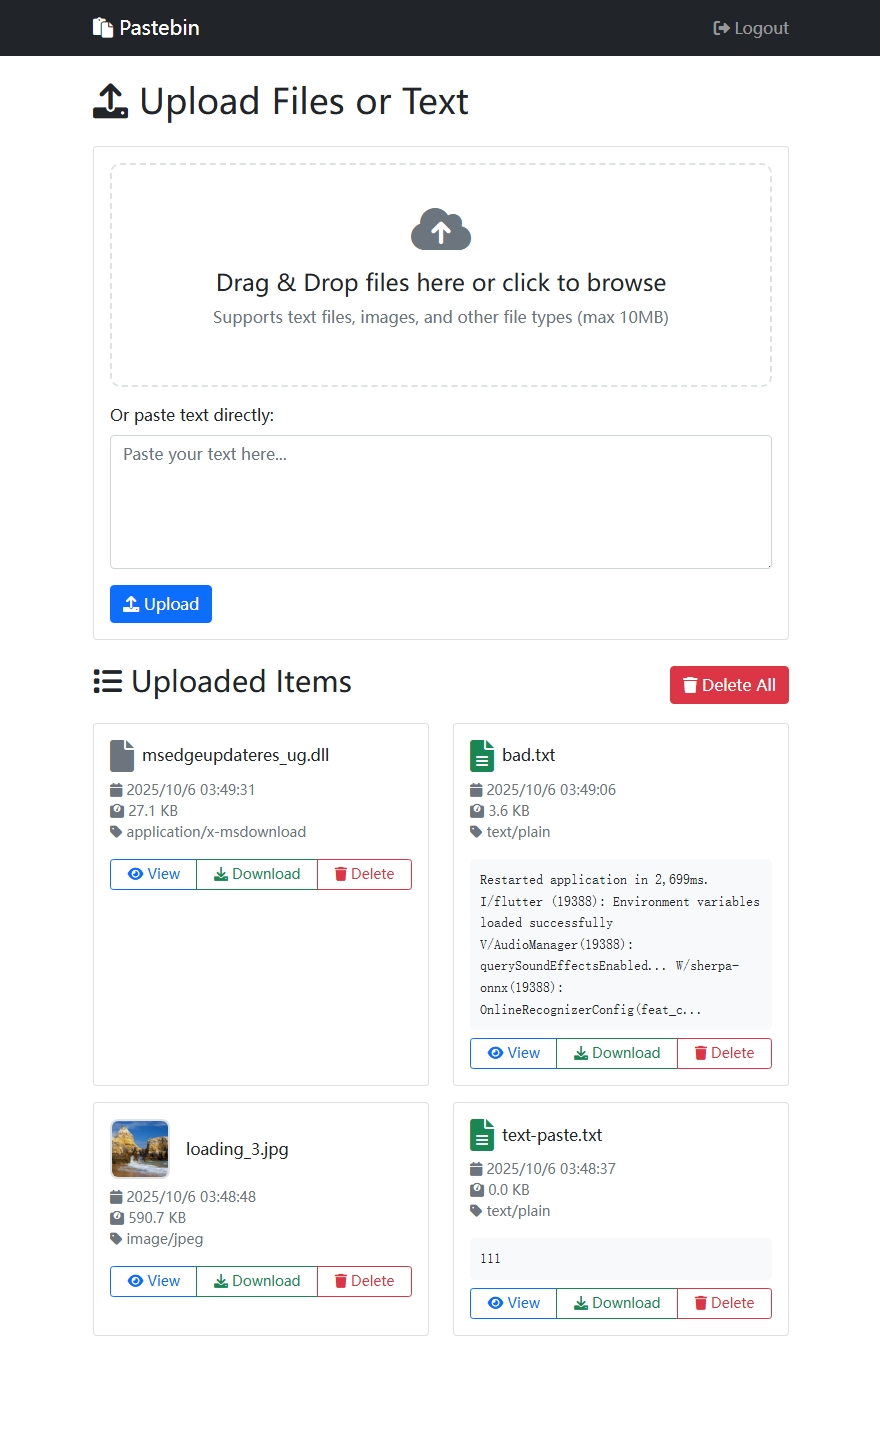 Pastebin
Logout
Upload Files or Text
Drag & Drop files here or click to browse
Supports text files, images, and other file types (max 10MB)
Or paste text directly:
Paste your text here...
Upload
Uploaded Items
Delete All
msedgeupdateres_ug.dll
2025/10/6 03:49:31
27.1 KB
application/x-msdownload
View Download Delete
bad.txt
2025/10/6 03:49:06
3.6 KB
text/plain
Restarted application in 2,699ms.
I/flutter (19388): Environment variables
loaded successfully
V/AudioManager(19388):
querySoundEffectsEnabled... W/sherpa-
onnx(19388):
OnlineRecognizerConfig(feat_c...
View Download Delete
loading_3.jpg
2025/10/6 03:48:48
590.7 KB
image/jpeg
View Download Delete
text-paste.txt
2025/10/6 03:48:37
0.0 KB
text/plain
111
View Download Delete